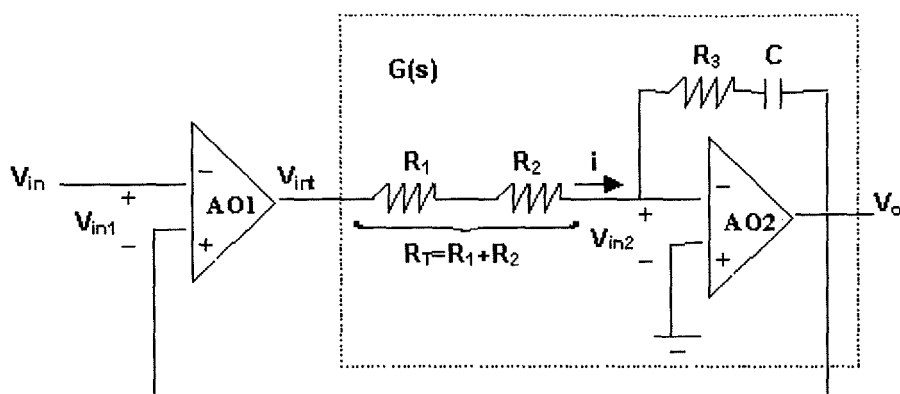 G(s)
R₃ C
R₁ R₂ i
Vin + − AO1 Vint
Vin1 − +
RT=R₁+R₂
+ − AO2 Vo
Vin2 − +